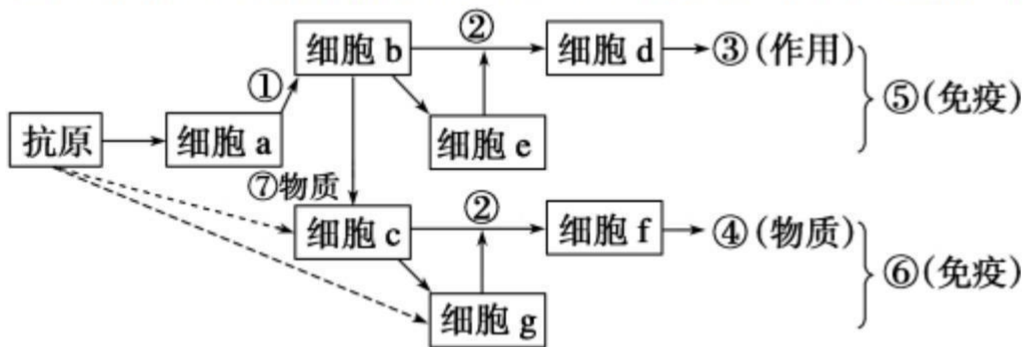 细胞 b ② 细胞 d ③(作用)
① ⑤(免疫)
抗原 细胞 a 细胞 e
⑦物质
细胞 c ② 细胞 f ④(物质)
⑥(免疫)
细胞 g